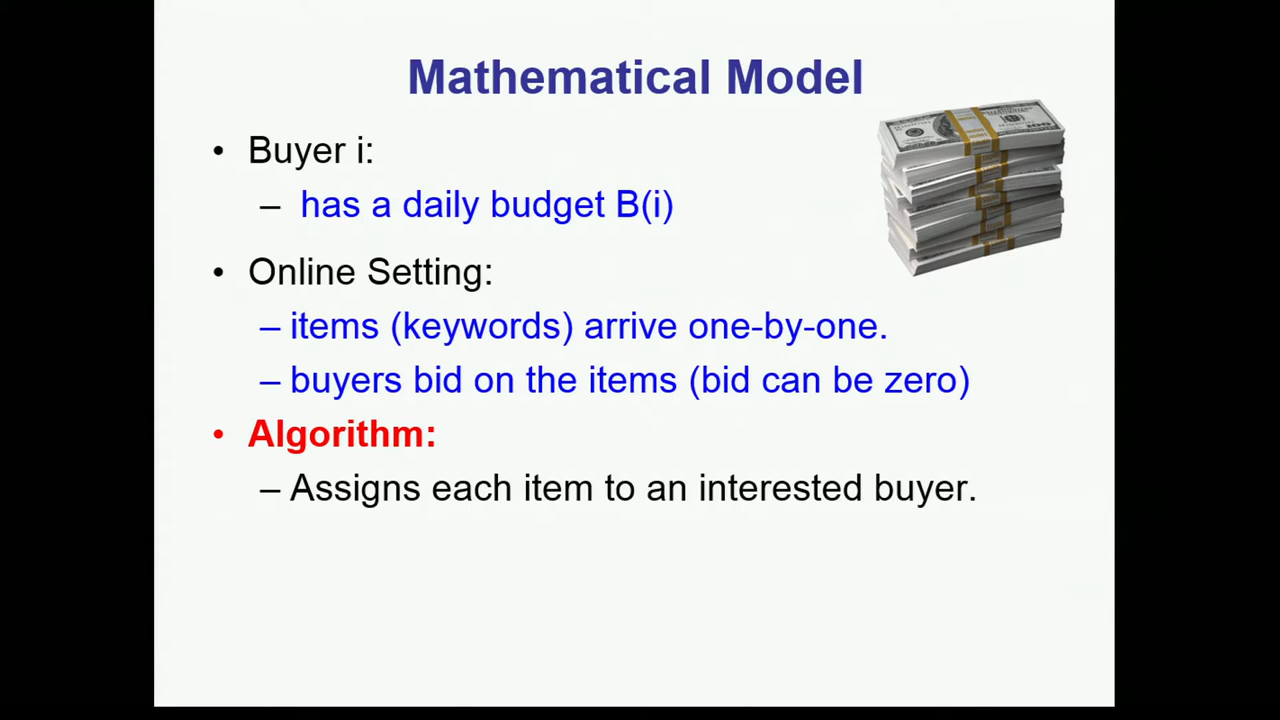 Mathematical Model
• Buyer i:
– has a daily budget B(i)
• Online Setting:
– items (keywords) arrive one-by-one.
– buyers bid on the items (bid can be zero)
• Algorithm:
– Assigns each item to an interested buyer.
100